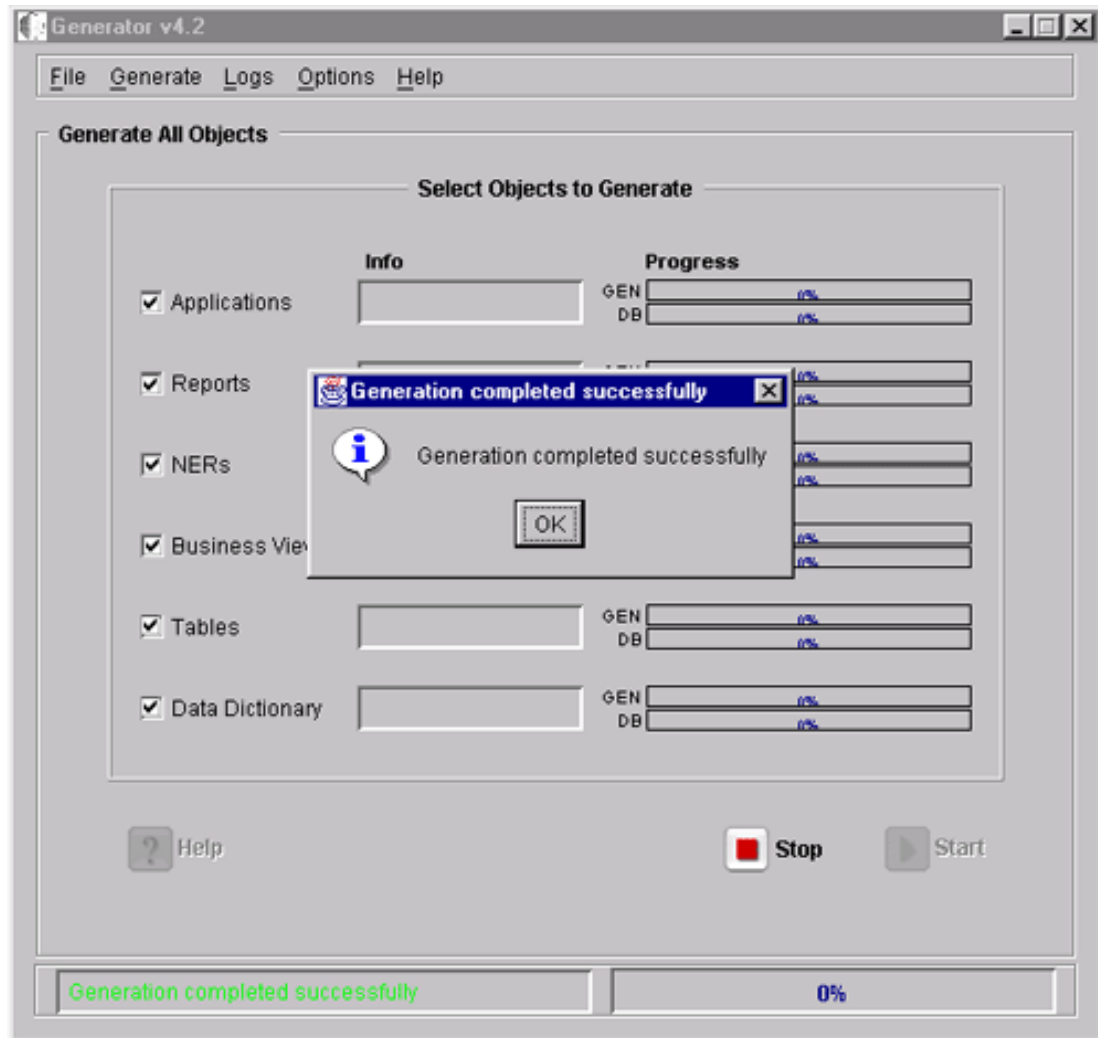 Generator v4.2
File Generate Logs Options Help
Generate All Objects
Select Objects to Generate
Info Progress
Applications GEN 0%
DB 0%
Reports 0%
0%
Generation completed successfully
Generation completed successfully
OK
NERs 0%
0%
Business 0%
0%
Tables GEN 0%
DB 0%
Data Dictionary GEN 0%
DB 0%
Help Stop Start
Generation completed successfully 0%